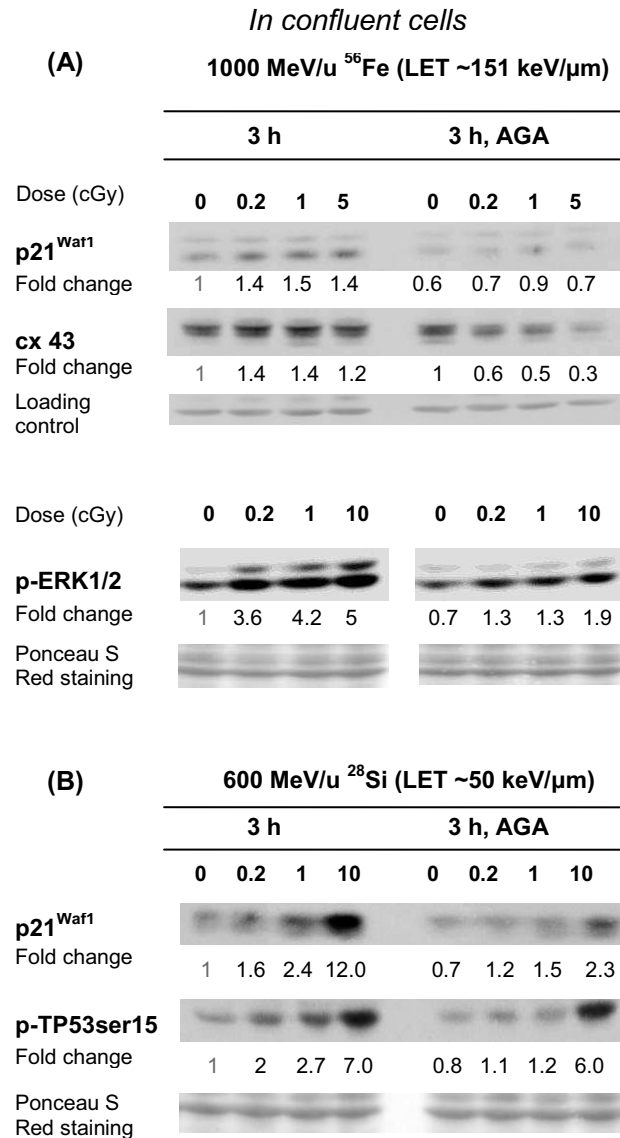 In confluent cells
(A) 1000 MeV/u ⁵⁶Fe (LET ~151 keV/µm)
3 h 3 h, AGA
Dose (cGy) 0 0.2 1 5 0 0.2 1 5
p21^Waf1
Fold change 1 1.4 1.5 1.4 0.6 0.7 0.9 0.7
cx 43
Fold change 1 1.4 1.4 1.2 1 0.6 0.5 0.3
Loading
control
Dose (cGy) 0 0.2 1 10 0 0.2 1 10
p-ERK1/2
Fold change 1 3.6 4.2 5 0.7 1.3 1.3 1.9
Ponceau S
Red staining
(B) 600 MeV/u ²⁸Si (LET ~50 keV/µm)
3 h 3 h, AGA
0 0.2 1 10 0 0.2 1 10
p21^Waf1
Fold change 1 1.6 2.4 12.0 0.7 1.2 1.5 2.3
p-TP53ser15
Fold change 1 2 2.7 7.0 0.8 1.1 1.2 6.0
Ponceau S
Red staining